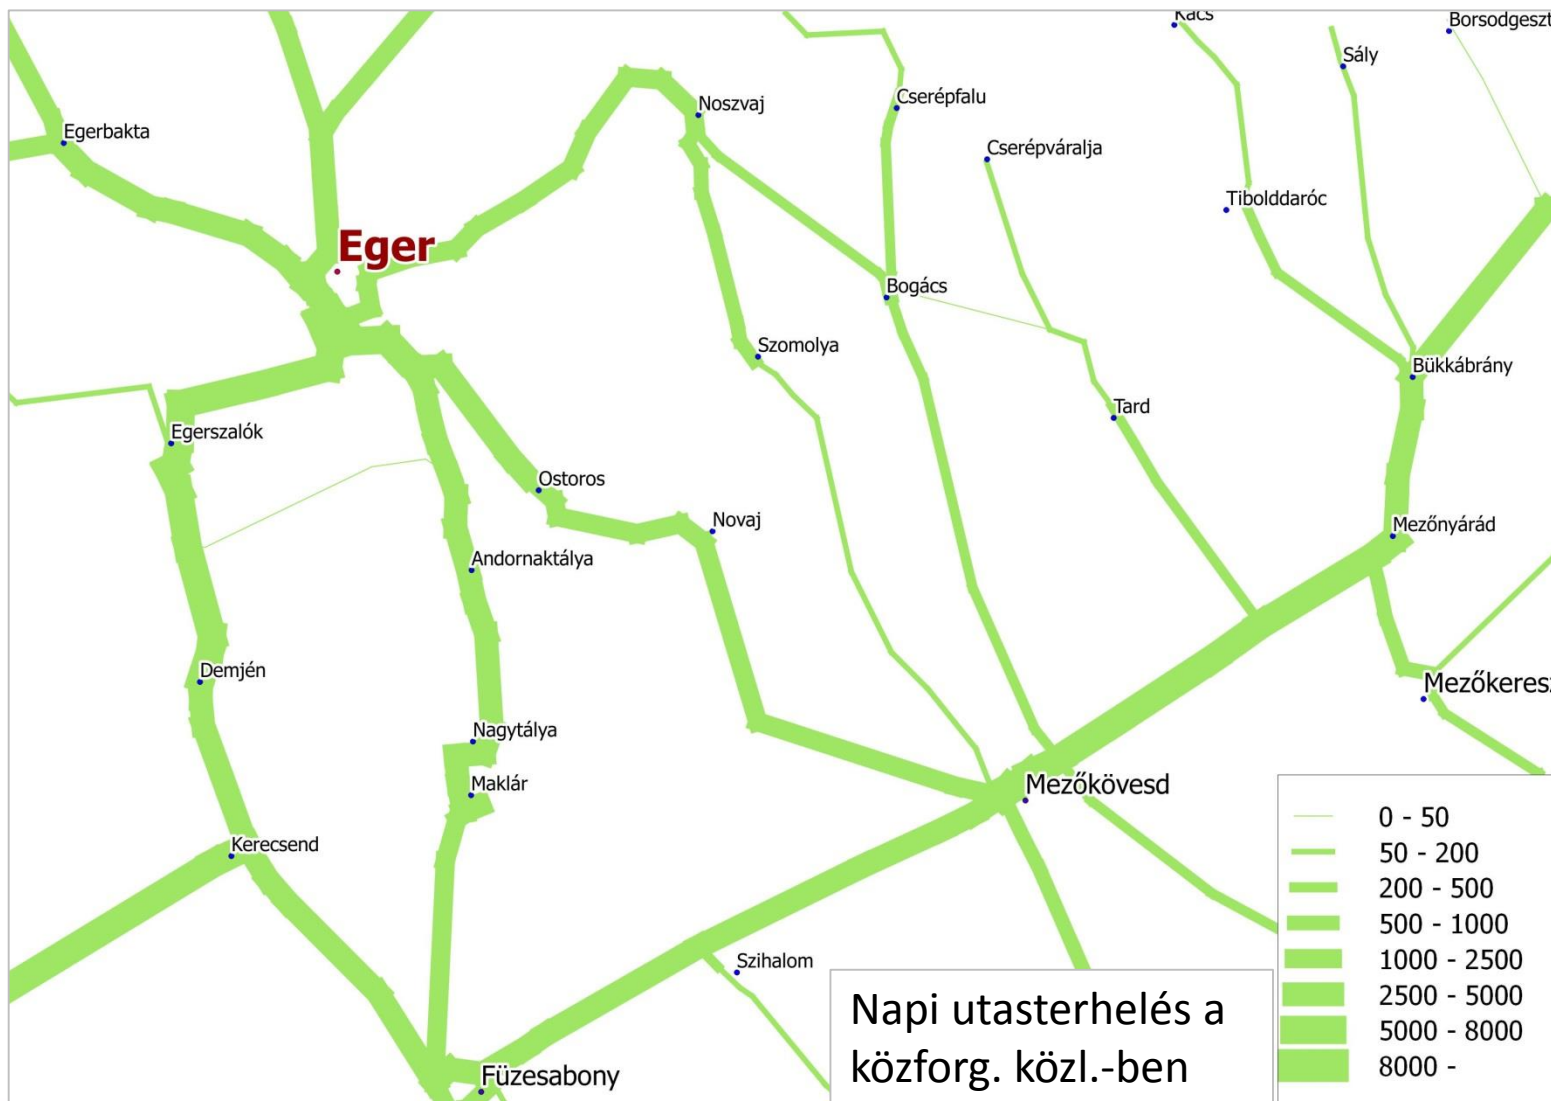 Kács
Borsodgeszt
Sály
Noszvaj
Cserépfalu
Egerbakta
Cserépváralja
Tibolddaróc
Eger
Bogács
Szomolya
Bükkábrány
Tard
Egerszalók
Ostoros
Novaj
Mezőnyárád
Andornaktálya
Demjén
Mezőkeresz
Nagytálya
Maklár
Mezőkövesd
Kerecsend
Szihalom
Füzesabony
Napi utasterhelés a
közforg. közl.-ben
0 - 50
50 - 200
200 - 500
500 - 1000
1000 - 2500
2500 - 5000
5000 - 8000
8000 -